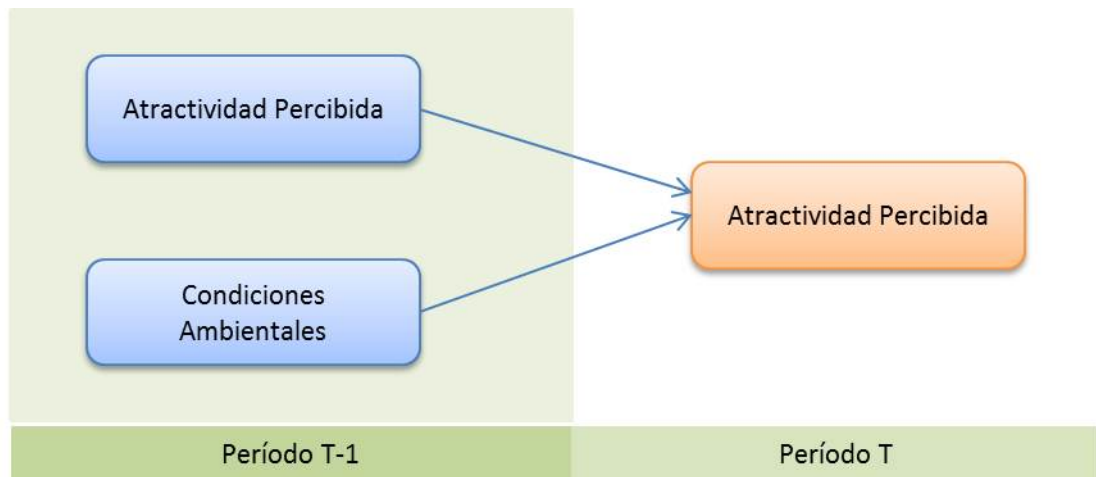 Atractividad Percibida
Condiciones
Ambientales
Atractividad Percibida
Período T-1
Período T